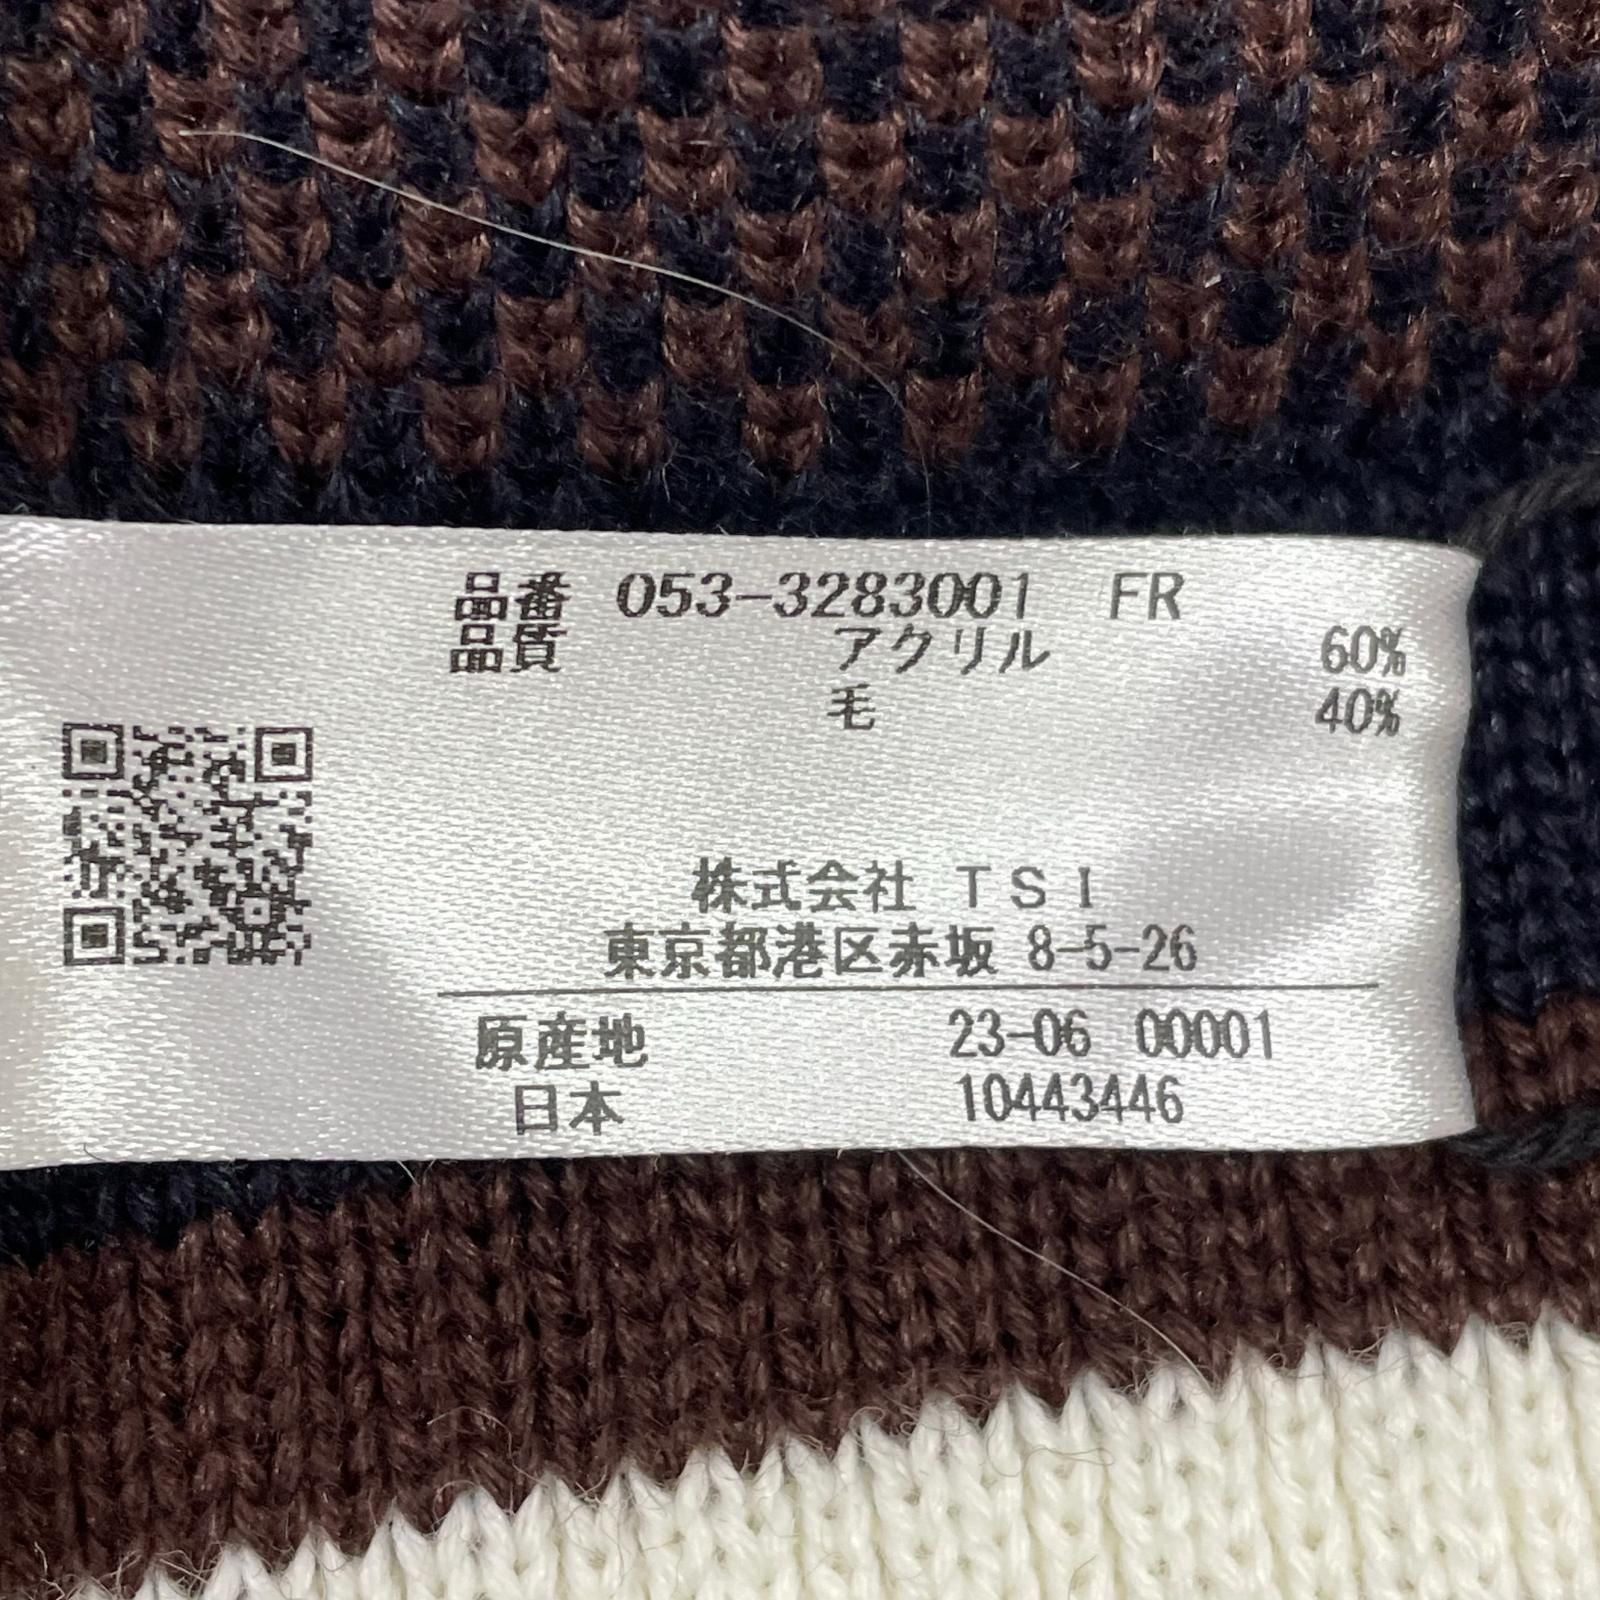 品番 053-3283001 FR
品質 アクリル 60%
毛 40%
株式会社 TSI
東京都港区赤坂 8-5-26
原産地 23-06 00001
日本 10443446